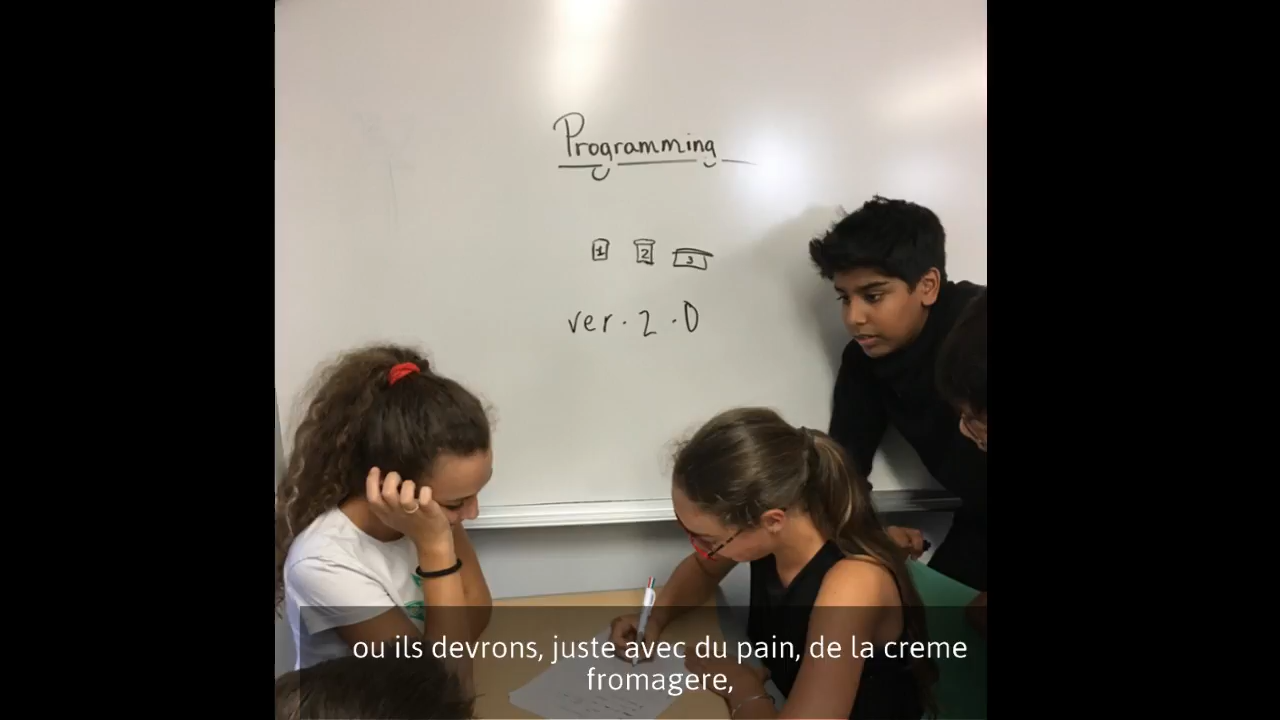 Programming
1 2 3
ver. 2.0
ou ils devrons, juste avec du pain, de la creme
fromagere,